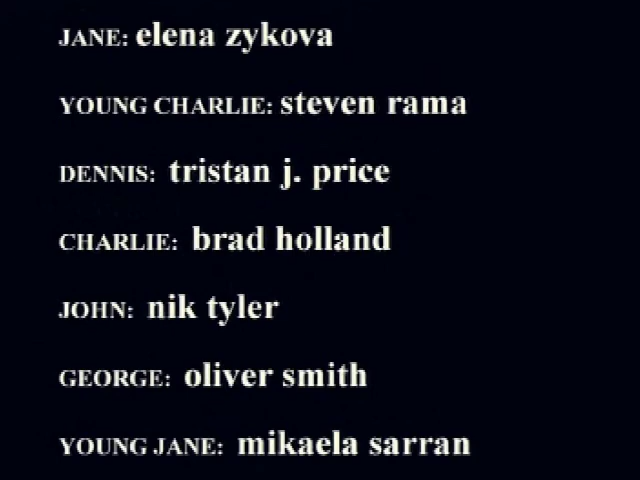 JANE: elena zykova
YOUNG CHARLIE: steven rama
DENNIS: tristan j. price
CHARLIE: brad holland
JOHN: nik tyler
GEORGE: oliver smith
YOUNG JANE: mikaela sarran